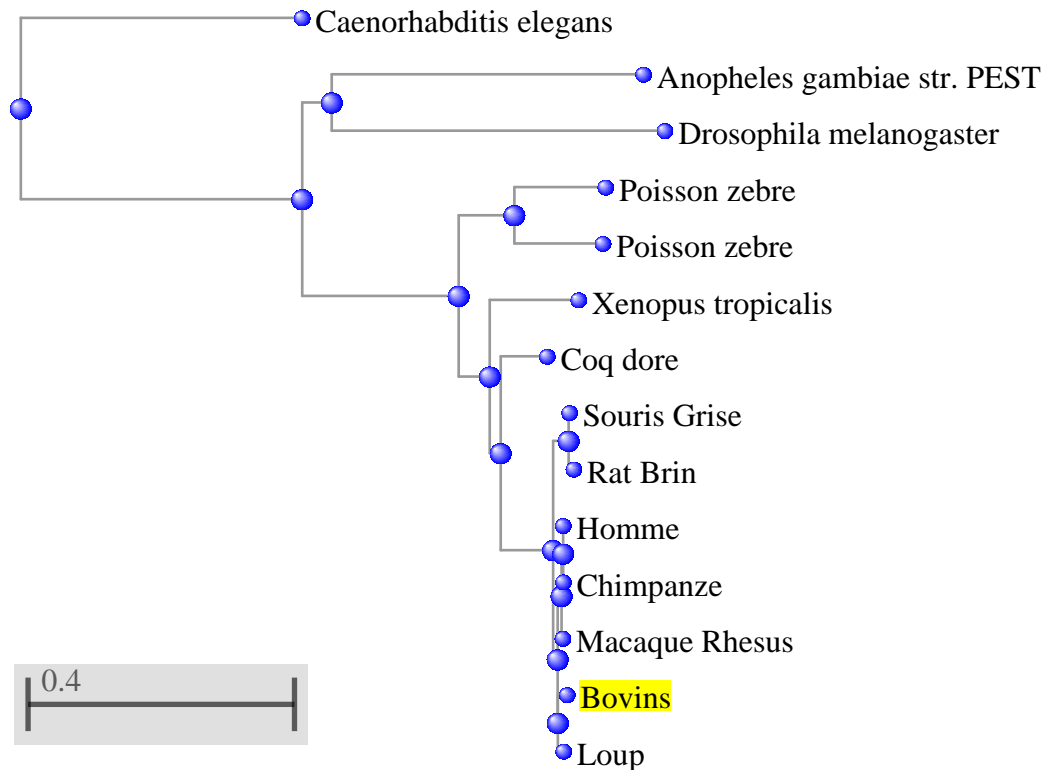 Caenorhabditis elegans
Anopheles gambiae str. PEST
Drosophila melanogaster
Poisson zebre
Poisson zebre
Xenopus tropicalis
Coq dore
Souris Grise
Rat Brin
Homme
Chimpanze
Macaque Rhesus
0.4
Bovins
Loup